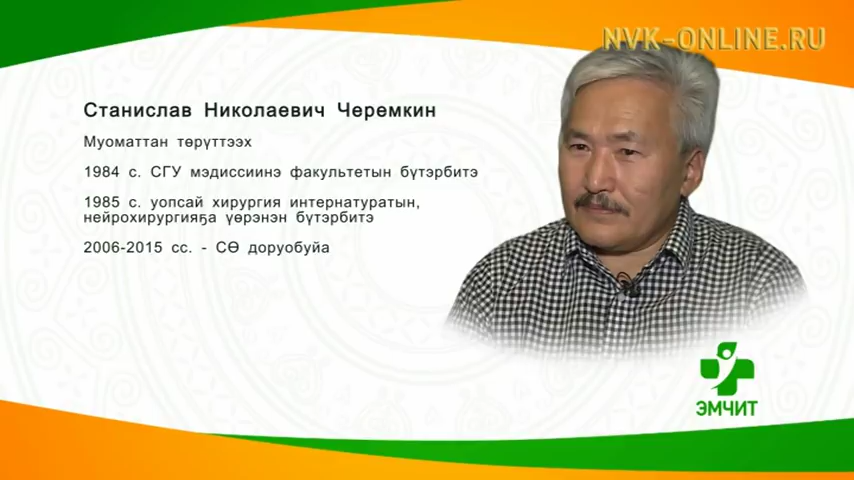 NVK-ONLINE.RU
Станислав Николаевич Черемкин
Муоматтан төрүттээх
1984 с. СГУ мэдиссиинэ факультетын бүтэрбитэ
1985 с. уопсай хирургия интернатуратын,
нейрохирургияҕа үөрэнэн бүтэрбитэ
2006-2015 сс. - СӨ доруобуйа
ЭМЧИТ